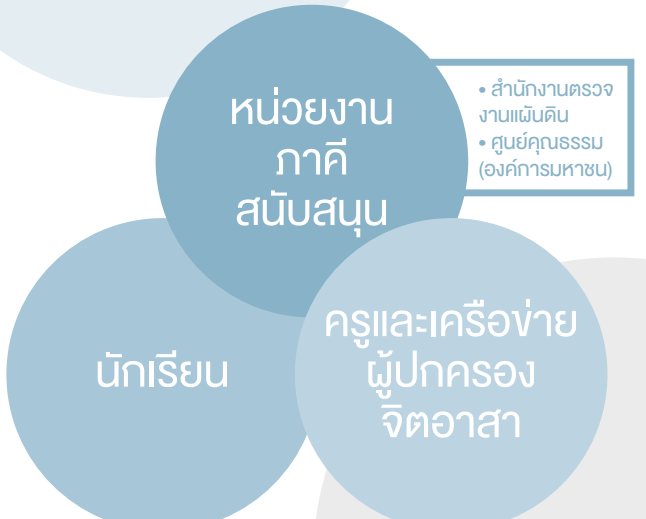 หน่วยงาน
ภาคี
สนับสนุน
• สำนักงานตรวจ
งานแผ่นดิน
• ศูนย์คุณธรรม
(องค์การมหาชน)
นักเรียน
ครูและเครือข่าย
ผู้ปกครอง
จิตอาสา